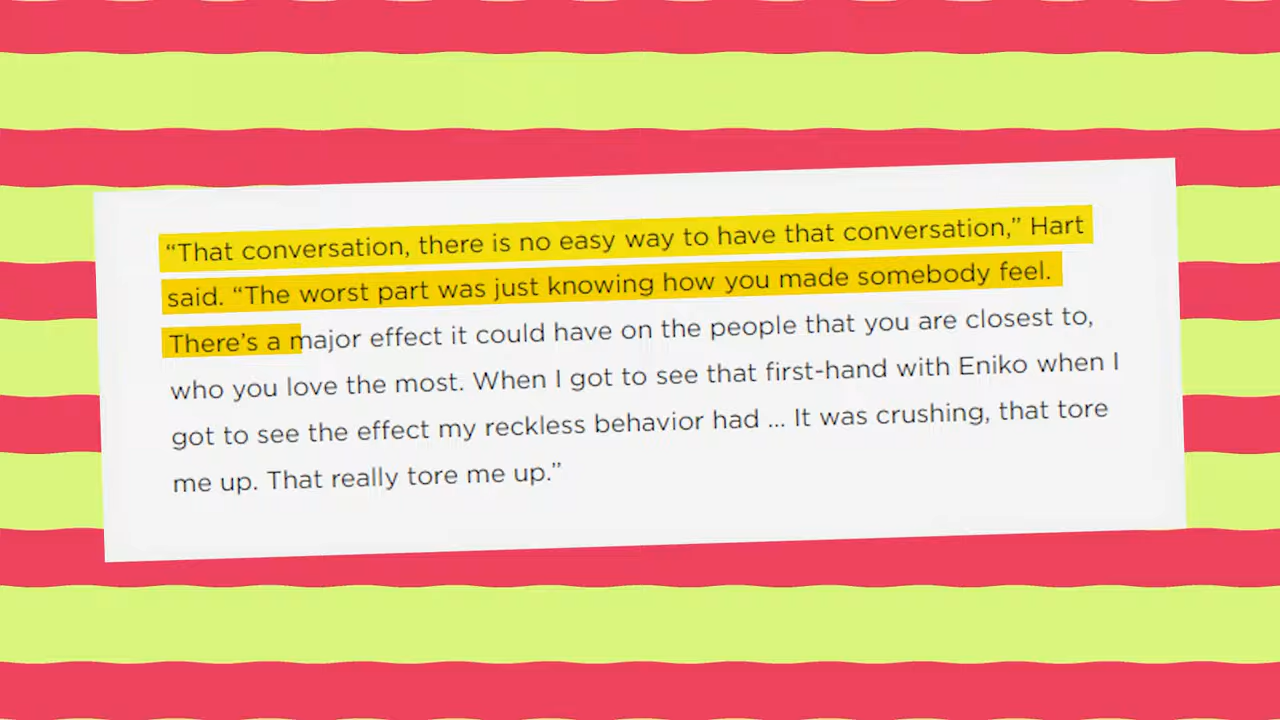 “That conversation, there is no easy way to have that conversation,” Hart
said. “The worst part was just knowing how you made somebody feel.
There’s a major effect it could have on the people that you are closest to,
who you love the most. When I got to see that first-hand with Eniko when I
got to see the effect my reckless behavior had ... It was crushing, that tore
me up. That really tore me up.”